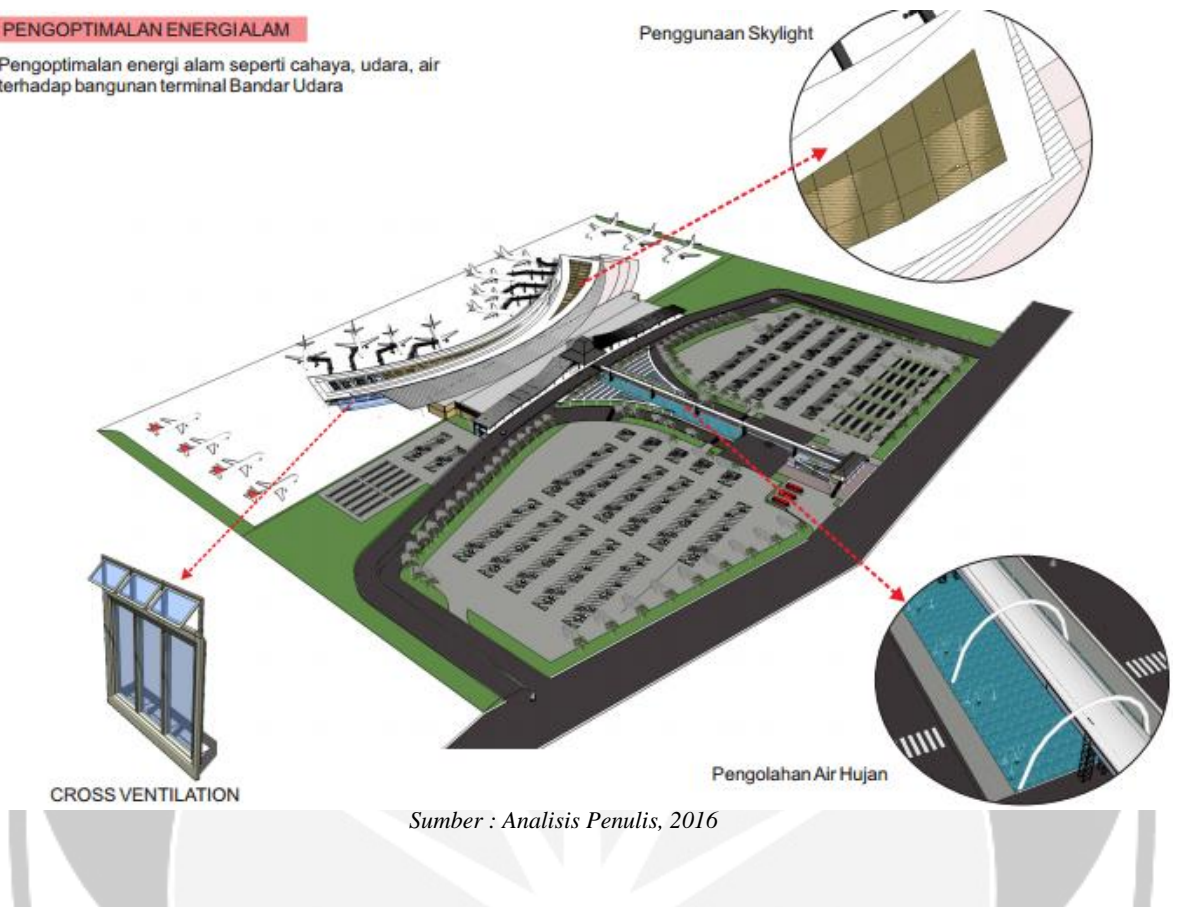 PENGOPTIMALAN ENERGI ALAM
Pengoptimalan energi alam seperti cahaya, udara, air
terhadap bangunan terminal Bandar Udara
Penggunaan Skylight
CROSS VENTILATION
Pengolahan Air Hujan
Sumber : Analisis Penulis, 2016